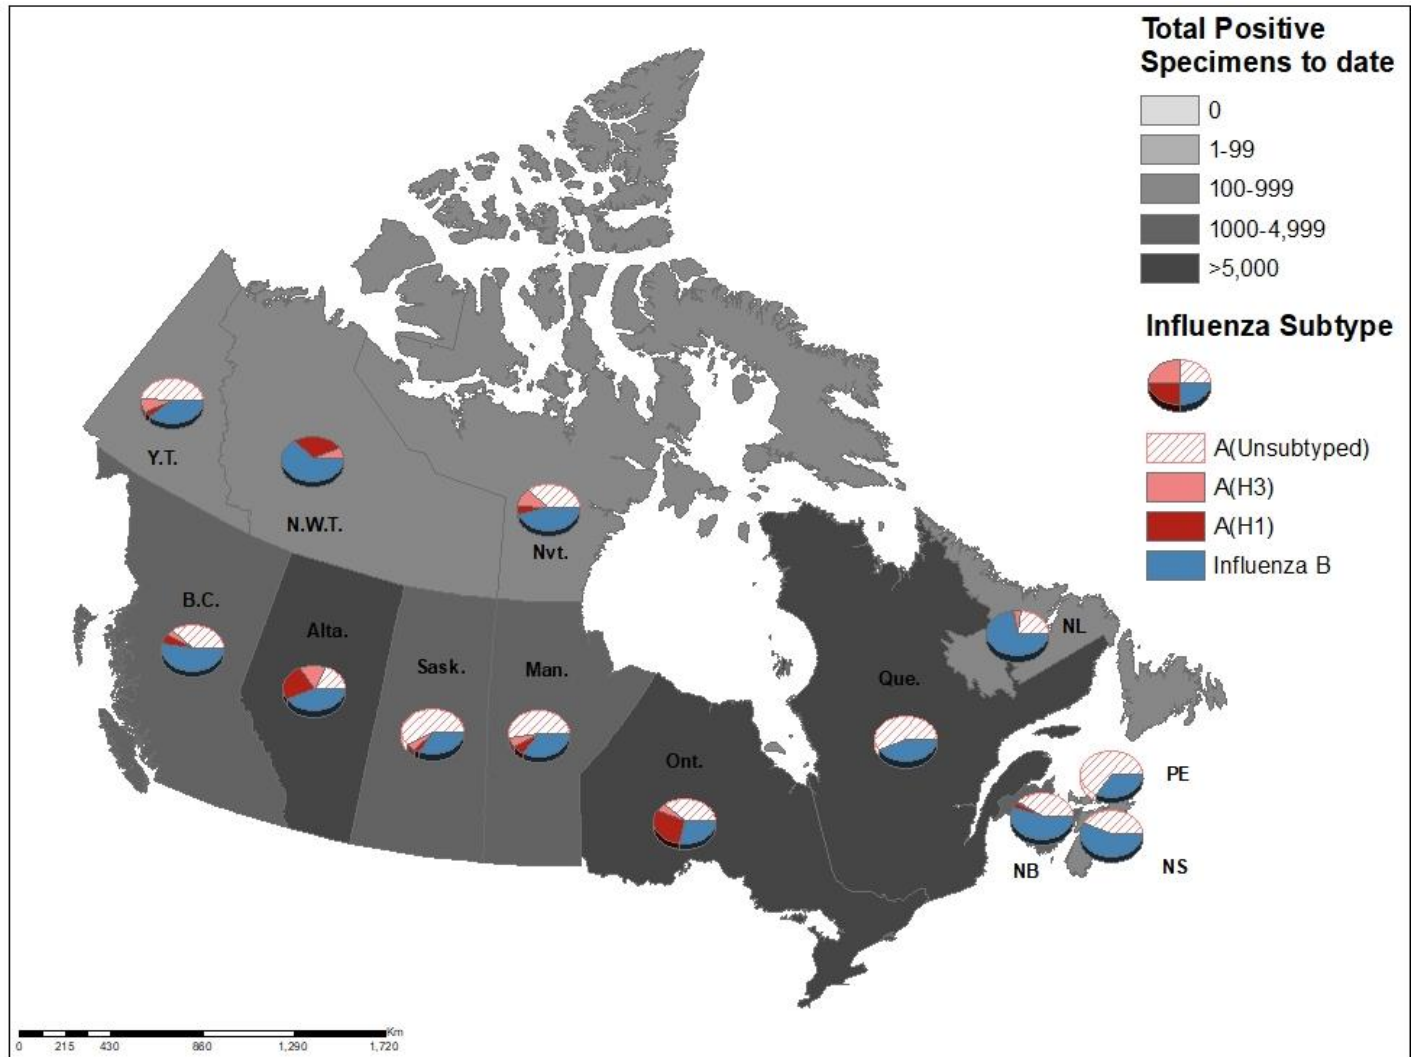 Total Positive
Specimens to date
0
1-99
100-999
1000-4,999
>5,000
Influenza Subtype
A(Unsubtyped)
A(H3)
A(H1)
Influenza B
Y.T.
N.W.T.
Nvt.
B.C.
Alta.
Sask.
Man.
Ont.
Que.
NL
PE
NB
NS
Km
0 215 430 860 1,290 1,720